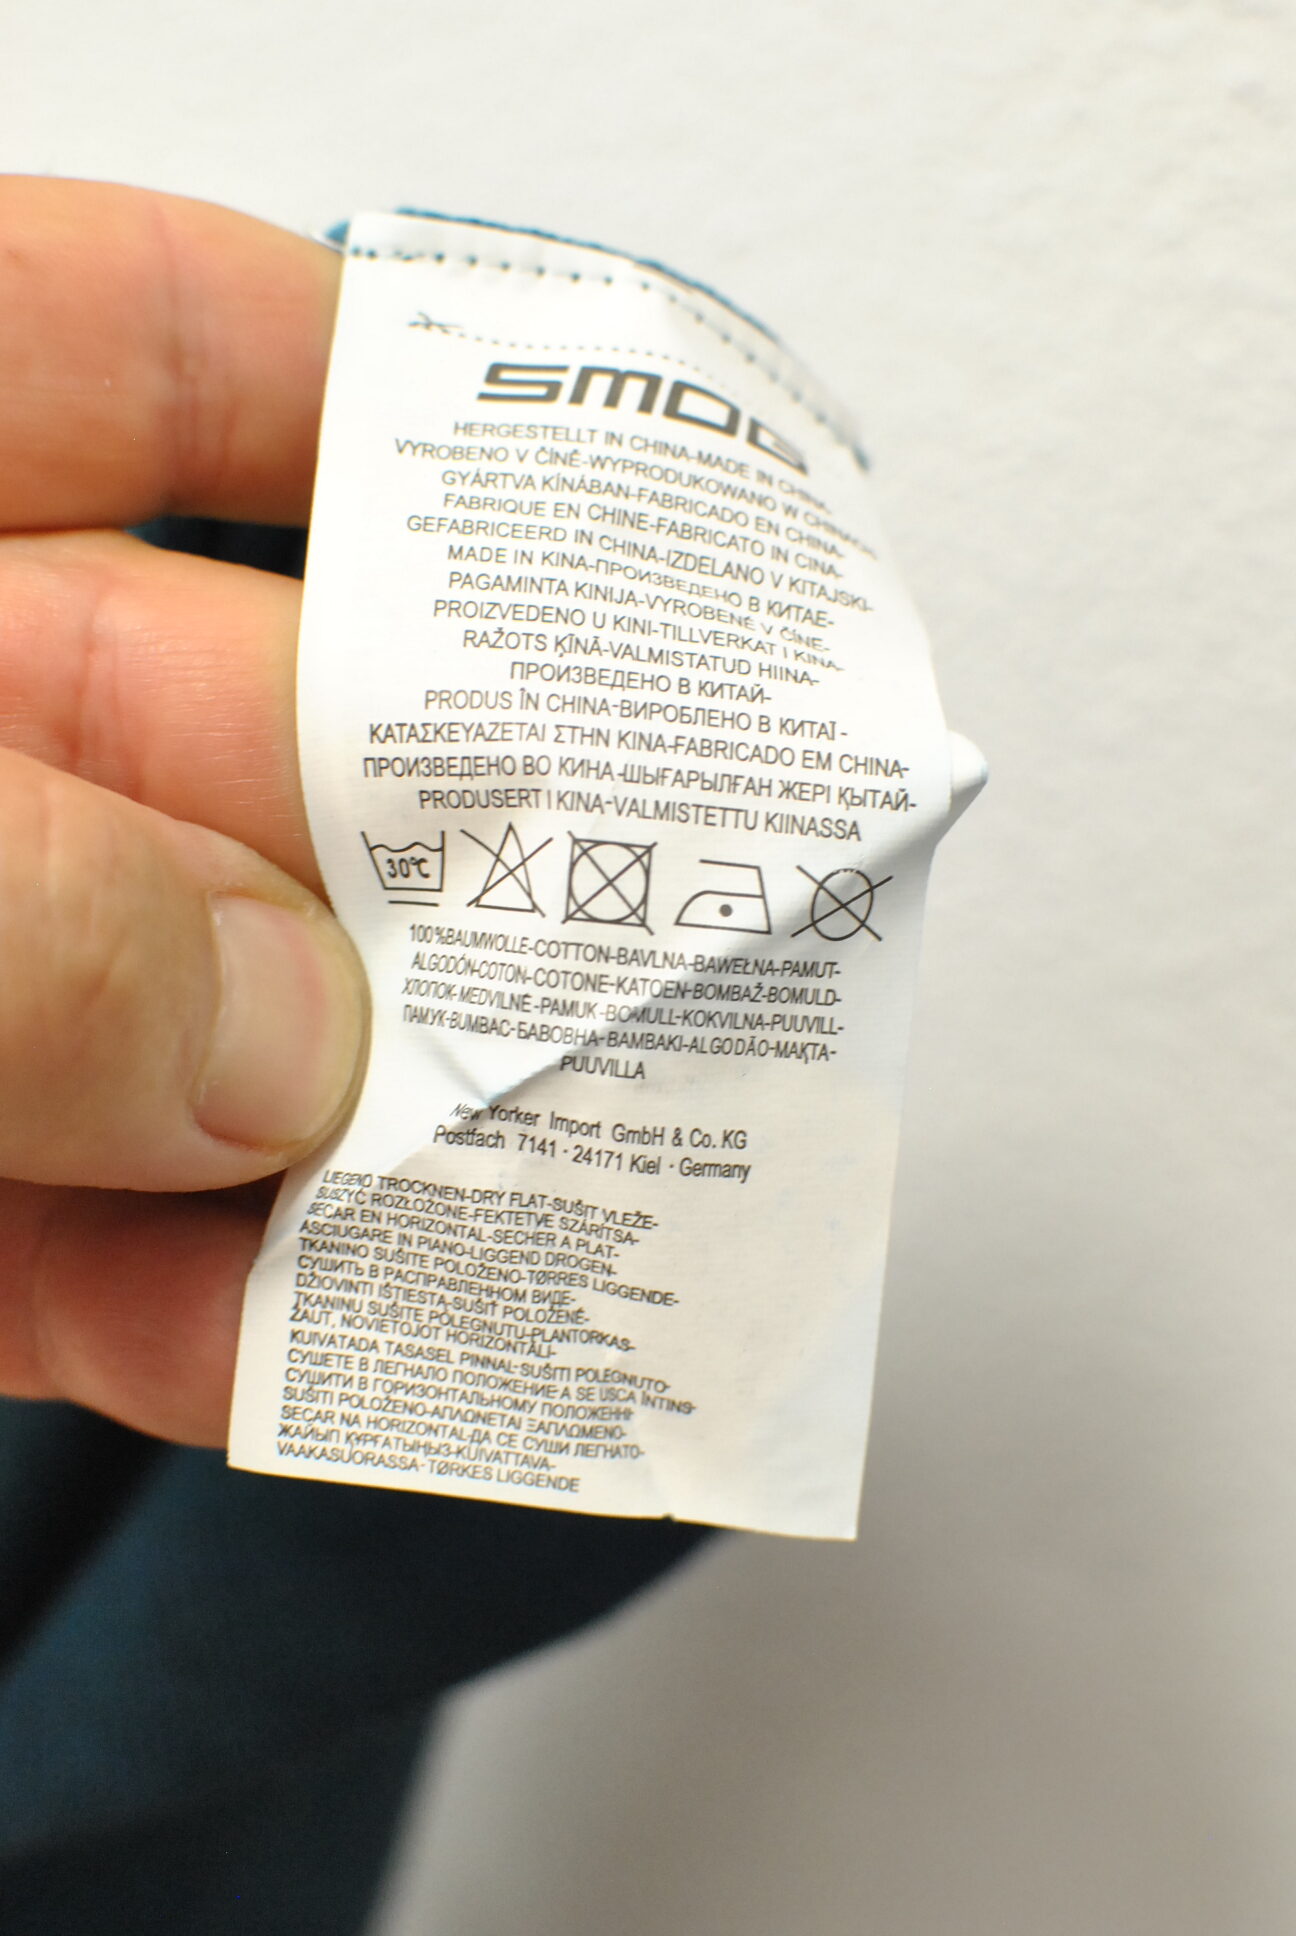 SMOG
HERGESTELLT IN CHINA-MADE IN CHINA-
VYROBENO V ČÍNĚ-WYPRODUKOWANO W CHINACH-
GYÁRTVA KÍNÁBAN-FABRICADO EN CHINA-
FABRIQUE EN CHINE-FABRICATO IN CINA-
GEFABRICEERD IN CHINA-IZDELANO V KITAJSKI-
MADE IN KINA-ПРОИЗВЕДЕНО В КИТАЕ-
PAGAMINTA KINIJA-VYROBENÉ V ČÍNE-
PROIZVEDENO U KINI-TILLVERKAT I KINA-
RAŽOTS ĶĪNĀ-VALMISTATUD HIINA-
ПРОИЗВЕДЕНО В КИТАЙ-
PRODUS ÎN CHINA-ВИРОБЛЕНО В КИТАЇ-
KATAΣKEYAZETAI ΣTHN KINA-FABRICADO EM CHINA-
ПРОИЗВЕДЕНО ВО КИНА-ШЫҒАРЫЛҒАН ЖЕРІ ҚЫТАЙ-
PRODUSERT I KINA-VALMISTETTU KIINASSA
30°C
100%BAUMWOLLE-COTTON-BAVLNA-BAWEŁNA-PAMUT-
ALGODÓN-COTON-COTONE-KATOEN-BOMBAŽ-BOMULD-
ХЛОПОК-MEDVILNĖ-PAMUK-BOMULL-KOKVILNA-PUUVILL-
ПАМУК-BUMBAC-БАВОВНА-BAMBAKI-ALGODÃO-МАҚТА-
PUUVILLA
New Yorker Import GmbH & Co. KG
Postfach 7141 · 24171 Kiel · Germany
LIEGEND TROCKNEN-DRY FLAT-SUŠIT VLEŽE-
SUSZYĆ ROZŁOŻONE-FEKTETVE SZÁRÍTSA-
SECAR EN HORIZONTAL-SECHER A PLAT-
ASCIUGARE IN PIANO-LIGGEND DROGEN-
TKANINO SUŠITE POLOŽENO-TØRRES LIGGENDE-
СУШИТЬ В РАСПРАВЛЕННОМ ВИДЕ-
DŽIOVINTI IŠTIESTĄ-SUŠIŤ POLOŽENÉ-
TKANINU SUŠITE POLEGNUTU-PLANTORKAS-
ŽAUT, NOVIETOJOT HORIZONTĀLI-
KUIVATADA TASASEL PINNAL-SUŠITI POLEGNUTO-
СУШЕТЕ В ЛЕГНАЛО ПОЛОЖЕНИЕ-A SE USCA ÎNTINS-
СУШИТИ В ГОРИЗОНТАЛЬНОМУ ПОЛОЖЕННІ-
SUŠITI POLOŽENO-AΠΛΩNETAI ΞAΠΛΩMENO-
SECAR NA HORIZONTAL-ДА СЕ СУШИ ЛЕГНАТО-
ЖАЙЫП ҚҰРҒАТЫҢЫЗ-KUIVATTAVA-
VAAKASUORASSA-TØRKES LIGGENDE